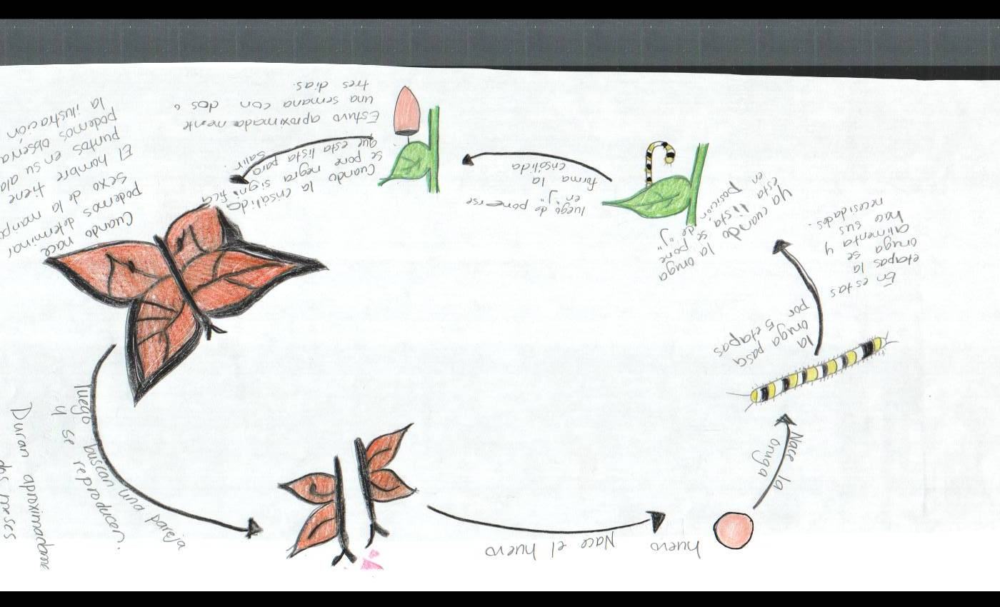 huevo
Nace la
oruga
la
oruga pasa
por 5 etapas
En estas
etapas la
oruga se
alimenta y
hace sus
necesidades.
Ya cuando
esta lista
en posición
la oruga
se pone
de "j"
luego de ponerse
en "j"
forma la
crisálida
Estuvo aproximadamente
una semana con dos o
tres días.
Cuando la crisálida
se pone negra significa
que esta lista para
salir
Cuando nace
podemos determinar
sexo de la maripo
El hombre tiene
puntos en su ala
podemos observa
la ilustración
luego buscan una pareja
y se reproducen.
Duran aproximadame
dos meses
Nace el huevo